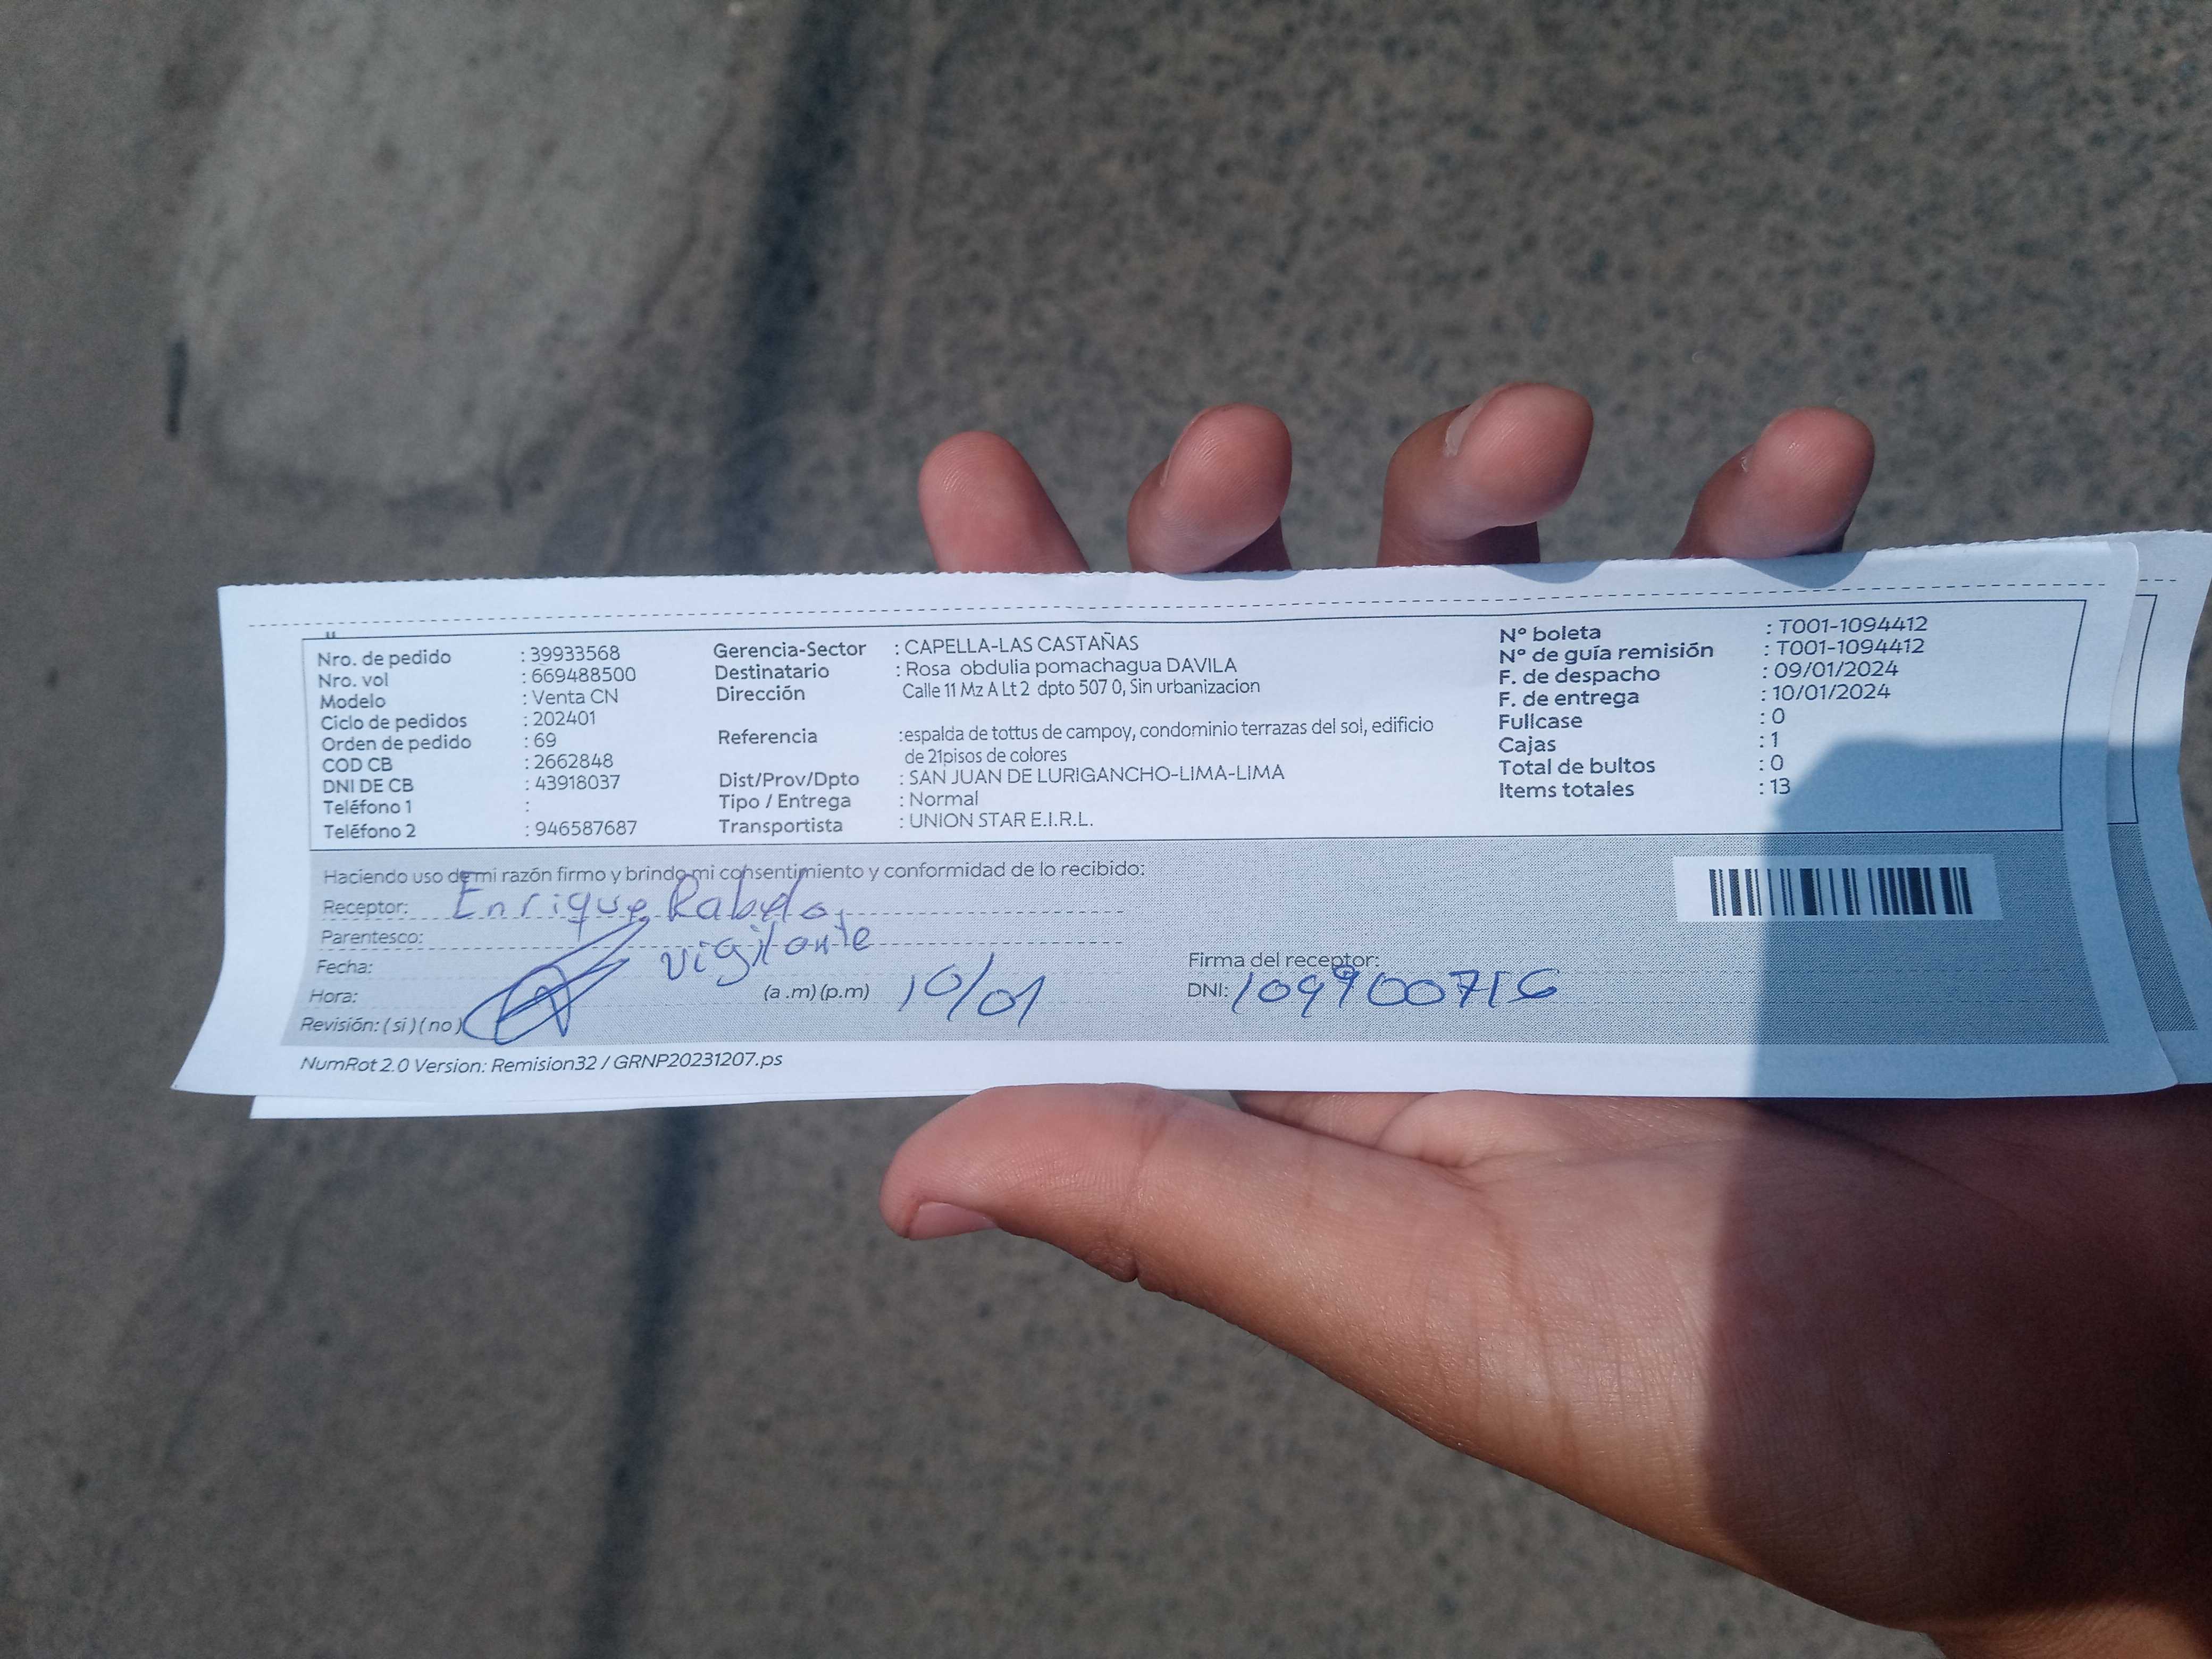 Nro. de pedido : 39933568 Gerencia-Sector : CAPELLA-LAS CASTAÑAS Nº boleta : T001-1094412
Nro. vol : 669488500 Destinatario : Rosa obdulia pomachagua DAVILA Nº de guía remisión : T001-1094412
Modelo : Venta CN Dirección Calle 11 Mz A Lt 2 dpto 507 0, Sin urbanizacion F. de despacho : 09/01/2024
Ciclo de pedidos : 202401 F. de entrega : 10/01/2024
Orden de pedido : 69 Referencia :espalda de tottus de campoy, condominio terrazas del sol, edificio Fullcase : 0
COD CB : 2662848 de 21pisos de colores Cajas : 1
DNI DE CB : 43918037 Dist/Prov/Dpto : SAN JUAN DE LURIGANCHO-LIMA-LIMA Total de bultos : 0
Teléfono 1 : Tipo / Entrega : Normal Items totales : 13
Teléfono 2 : 946587687 Transportista : UNION STAR E.I.R.L.
Haciendo uso de mi razón firmo y brindo mi consentimiento y conformidad de lo recibido:
Receptor: Enrique
Parentesco: vigilante
Fecha: Firma del receptor:
Hora: (a .m) (p.m) 10/01 DNI:
Revisión: ( si ) ( no )
NumRot 2.0 Version: Remision32 / GRNP20231207.ps